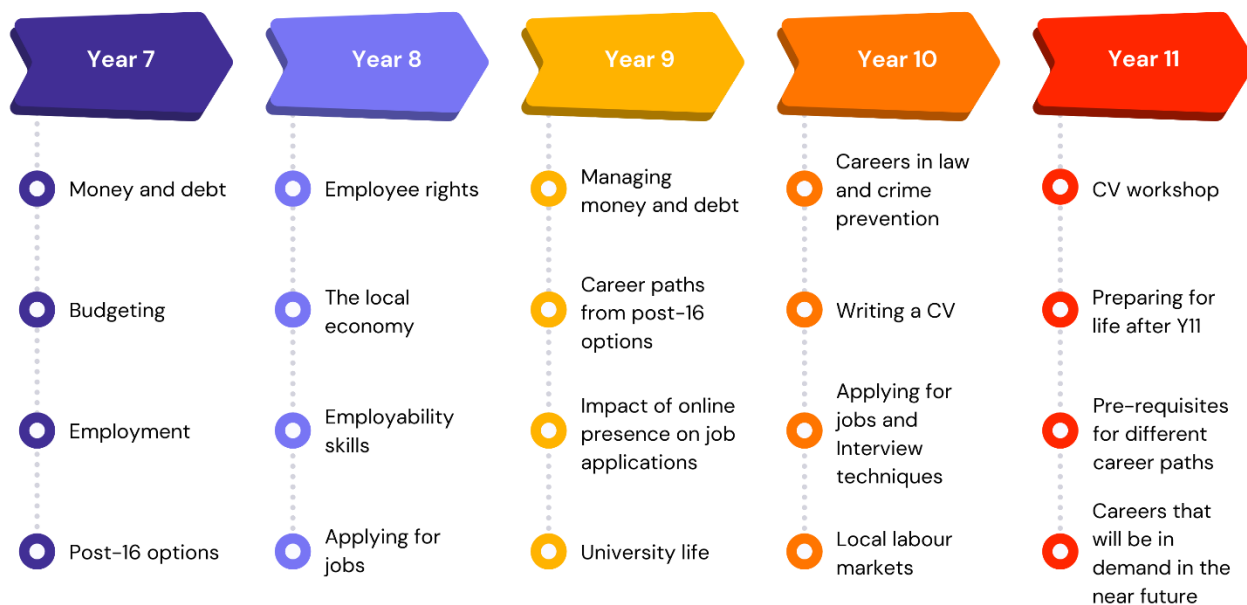 Year 7
Money and debt
Budgeting
Employment
Post-16 options
Year 8
Employee rights
The local
economy
Employability
skills
Applying for
jobs
Year 9
Managing
money and debt
Career paths
from post-16
options
Impact of online
presence on job
applications
University life
Year 10
Careers in law
and crime
prevention
Writing a CV
Applying for
jobs and
Interview
techniques
Local labour
markets
Year 11
CV workshop
Preparing for
life after Y11
Pre-requisites
for different
career paths
Careers that
will be in
demand in the
near future